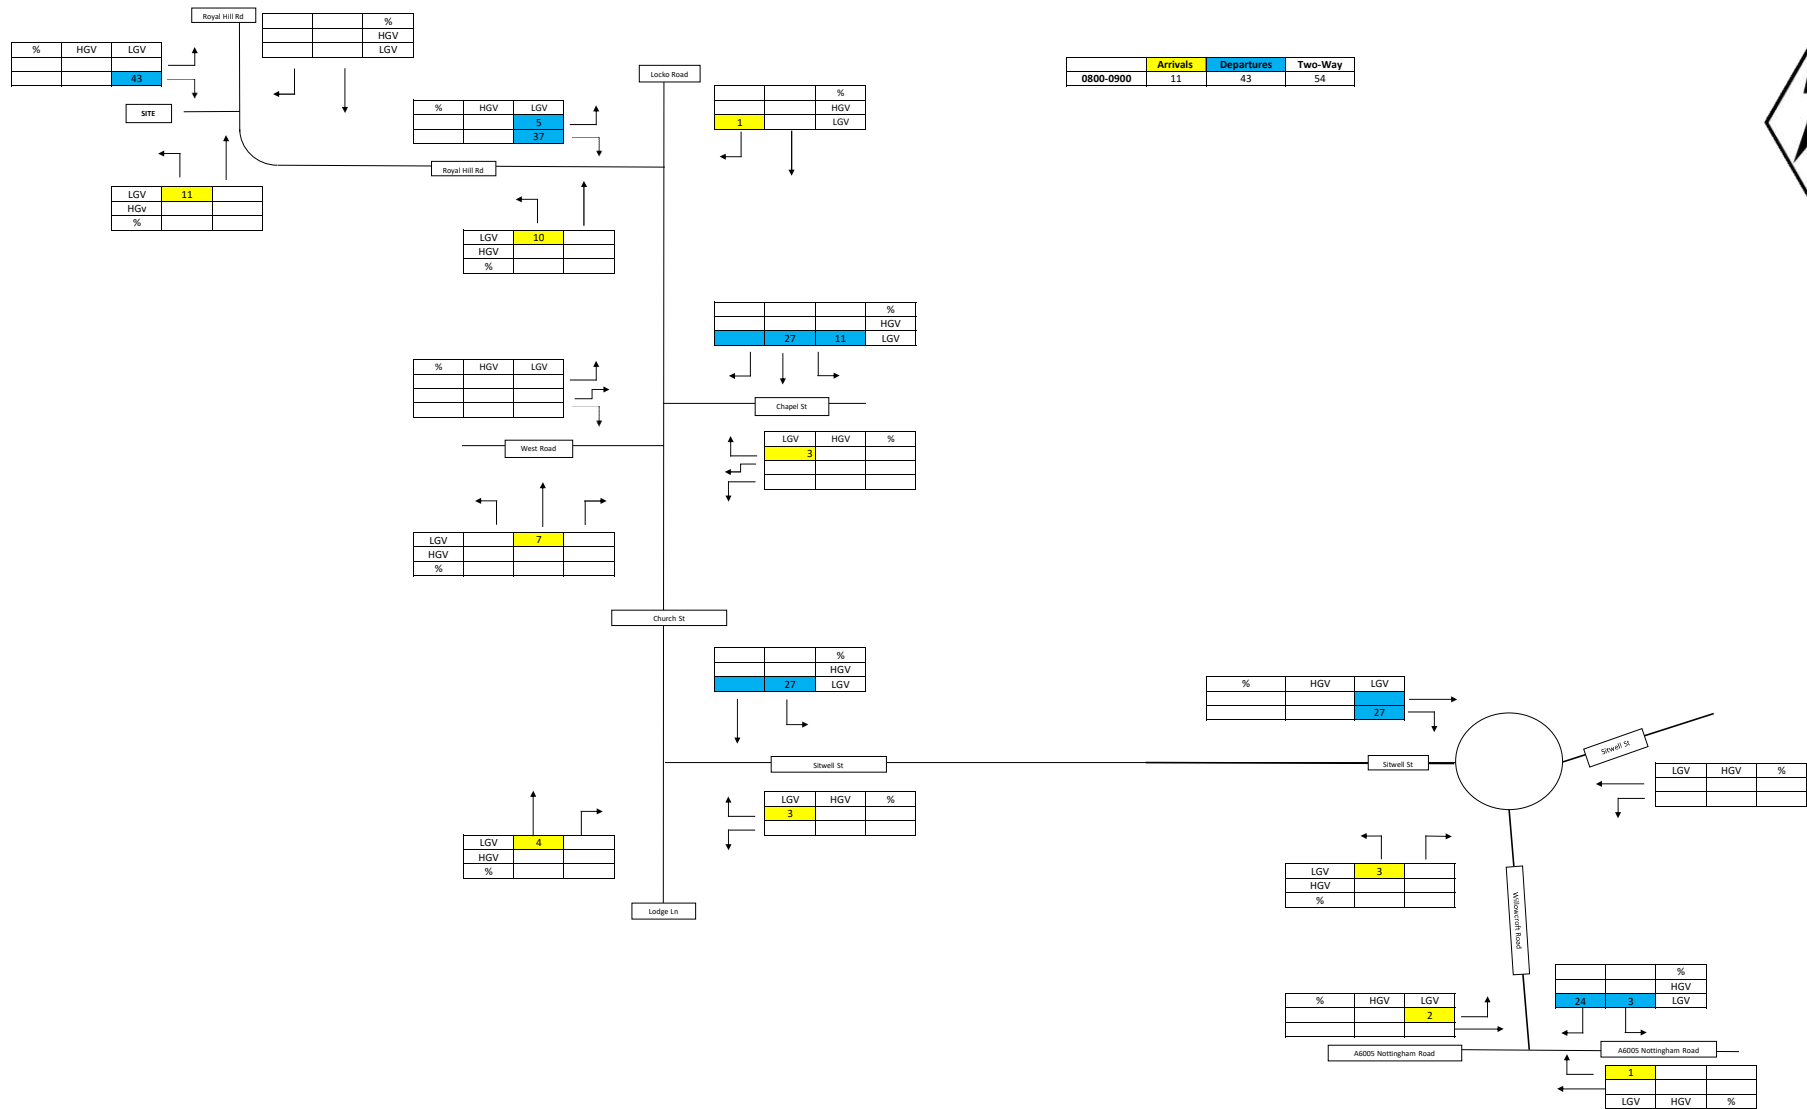 Royal Hill Rd
%
HGV
LGV
% HGV LGV
43
SITE
LGV 11
HGv
%
Locko Road
Arrivals Departures Two-Way
0800-0900 11 43 54
% HGV LGV
5
37
%
HGV
1 LGV
Royal Hill Rd
LGV 10
HGV
%
%
HGV
27 11 LGV
% HGV LGV
Chapel St
West Road
LGV HGV %
3
LGV 7
HGV
%
Church St
%
HGV
27 LGV
% HGV LGV
27
Sitwell St
Sitwell St
Sitwell St
LGV HGV %
LGV HGV %
3
LGV 4
HGV
%
LGV 3
HGV
%
Lodge Ln
Willowcroft Road
%
HGV
24 3 LGV
% HGV LGV
2
A6005 Nottingham Road
A6005 Nottingham Road
1
LGV HGV %